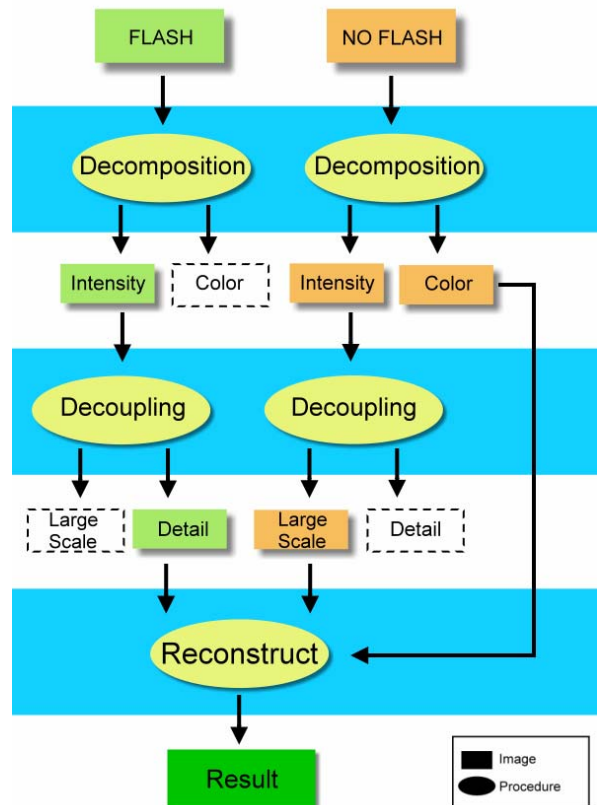 FLASH
NO FLASH
Decomposition
Decomposition
Intensity
Color
Intensity
Color
Decoupling
Decoupling
Large
Scale
Detail
Large
Scale
Detail
Reconstruct
Result
Image
Procedure